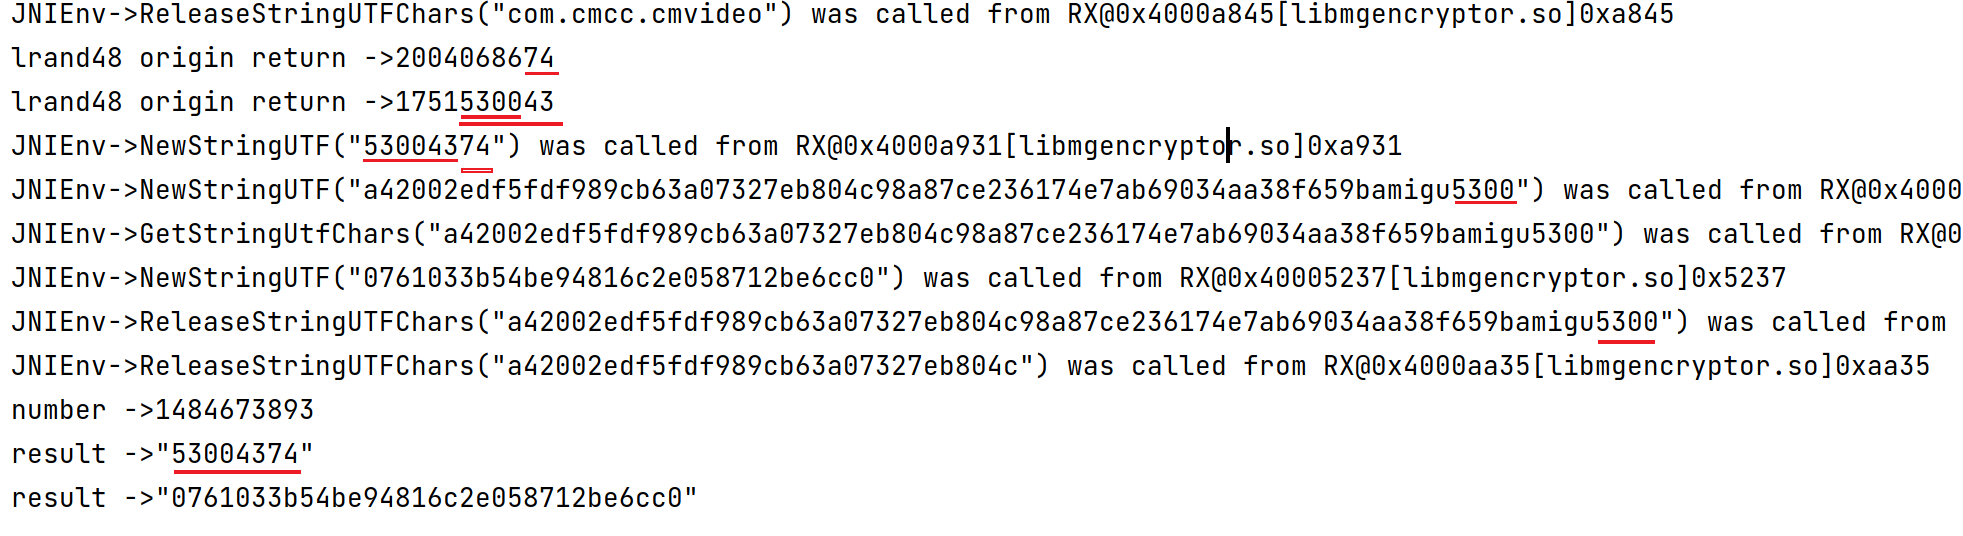 JNIEnv->ReleaseStringUTFChars("com.cmcc.cmvideo") was called from RX@0x4000a845[libmgencryptor.so]0xa845
lrand48 origin return ->2004068674
lrand48 origin return ->1751530043
JNIEnv->NewStringUTF("53004374") was called from RX@0x4000a931[libmgencryptor.so]0xa931
JNIEnv->NewStringUTF("a42002edf5fdf989cb63a07327eb804c98a87ce236174e7ab69034aa38f659bamigu5300") was called from RX@0x4000
JNIEnv->GetStringUtfChars("a42002edf5fdf989cb63a07327eb804c98a87ce236174e7ab69034aa38f659bamigu5300") was called from RX@0
JNIEnv->NewStringUTF("0761033b54be94816c2e058712be6cc0") was called from RX@0x40005237[libmgencryptor.so]0x5237
JNIEnv->ReleaseStringUTFChars("a42002edf5fdf989cb63a07327eb804c98a87ce236174e7ab69034aa38f659bamigu5300") was called from
JNIEnv->ReleaseStringUTFChars("a42002edf5fdf989cb63a07327eb804c") was called from RX@0x4000aa35[libmgencryptor.so]0xaa35
number ->1484673893
result ->"53004374"
result ->"0761033b54be94816c2e058712be6cc0"